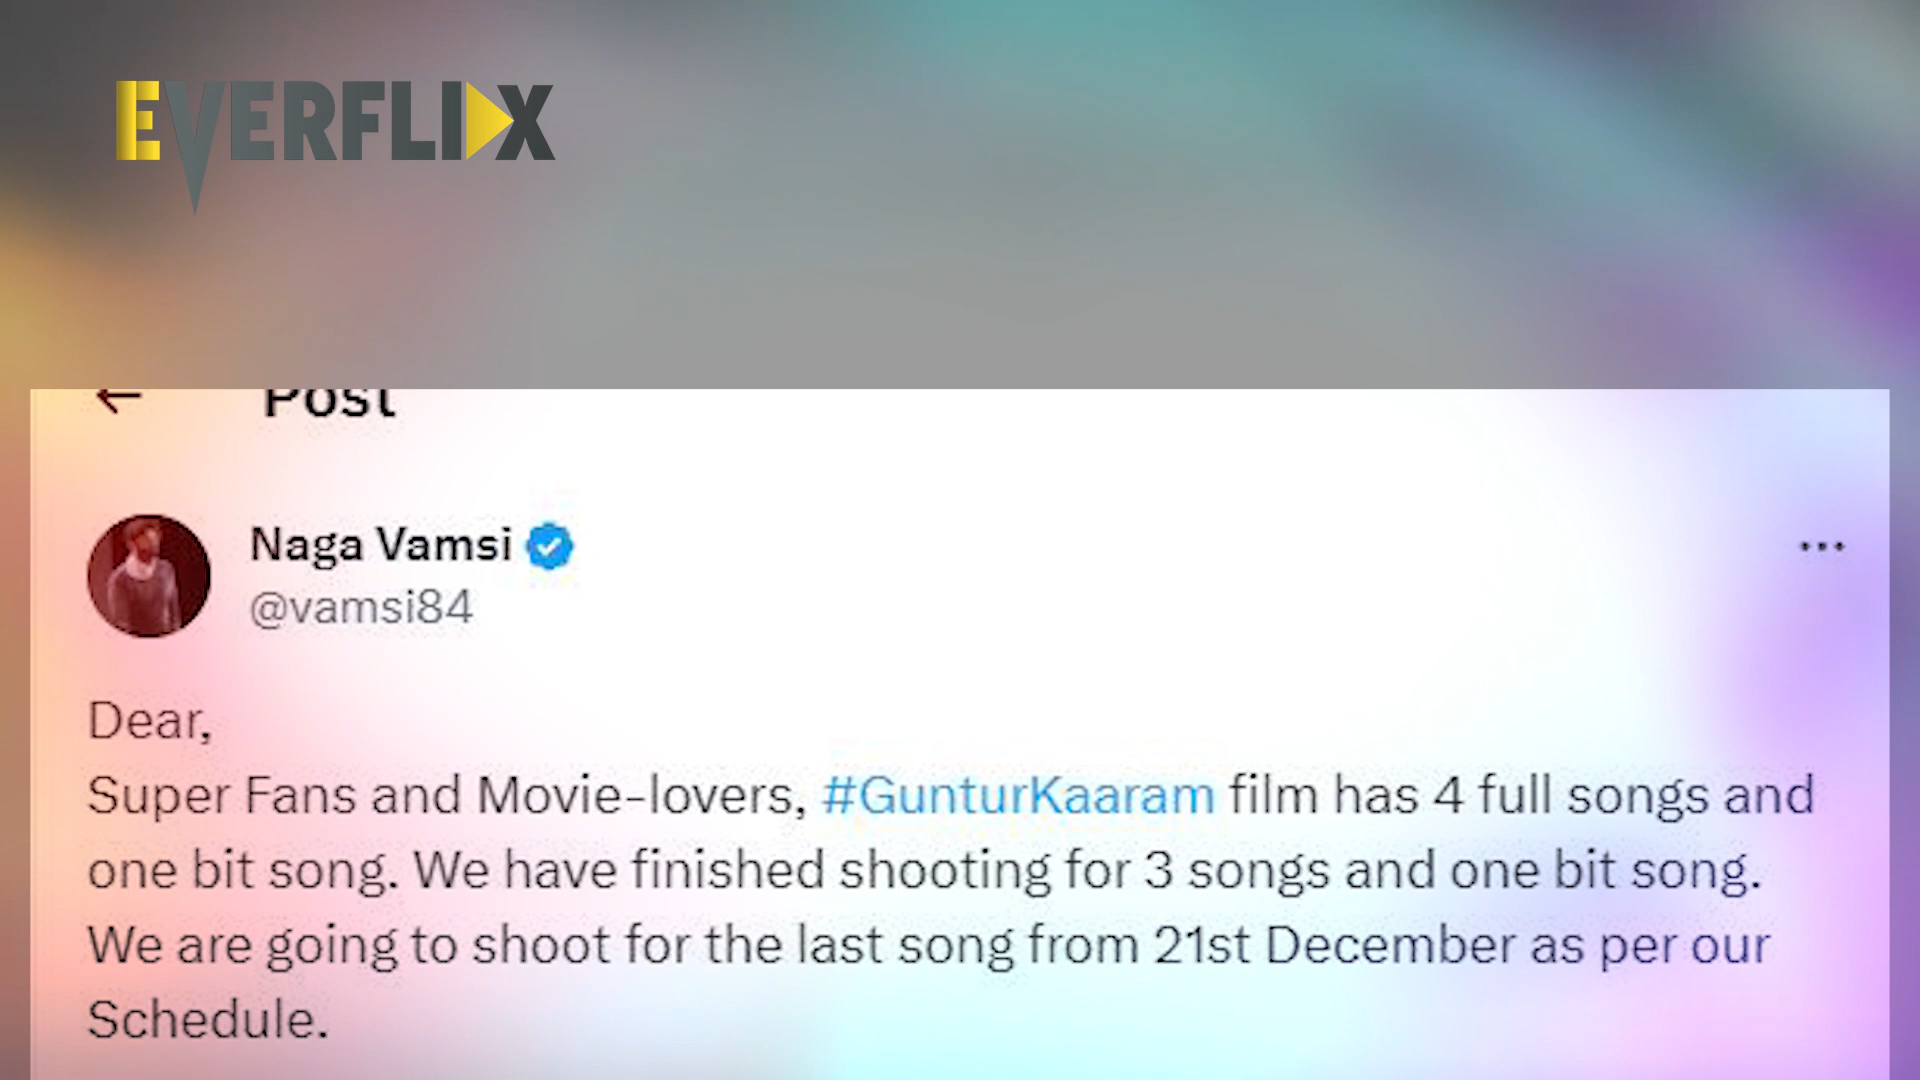 EVERFLIX
Post
Naga Vamsi
@vamsi84
Dear,
Super Fans and Movie-lovers, #GunturKaaram film has 4 full songs and
one bit song. We have finished shooting for 3 songs and one bit song.
We are going to shoot for the last song from 21st December as per our
Schedule.